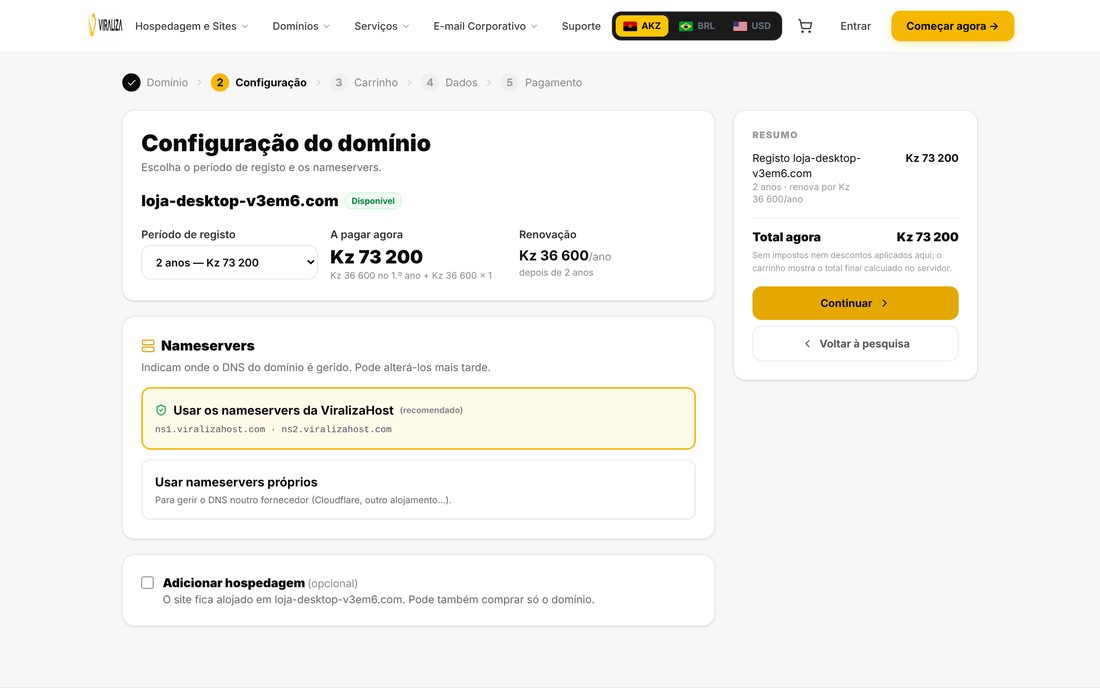 VIRALIZA Hospedagem e Sites Domínios Serviços E-mail Corporativo Suporte AKZ BRL USD Entrar Começar agora →
Domínio 2 Configuração 3 Carrinho 4 Dados 5 Pagamento
Configuração do domínio
Escolha o período de registo e os nameservers.
loja-desktop-v3em6.com Disponível
Período de registo
2 anos — Kz 73 200
A pagar agora
Kz 73 200
Kz 36 600 no 1.º ano + Kz 36 600 × 1
Renovação
Kz 36 600/ano
depois de 2 anos
Nameservers
Indicam onde o DNS do domínio é gerido. Pode alterá-los mais tarde.
Usar os nameservers da ViralizaHost (recomendado)
ns1.viralizahost.com · ns2.viralizahost.com
Usar nameservers próprios
Para gerir o DNS noutro fornecedor (Cloudflare, outro alojamento…).
Adicionar hospedagem (opcional)
O site fica alojado em loja-desktop-v3em6.com. Pode também comprar só o domínio.
RESUMO
Registo loja-desktop- Kz 73 200
v3em6.com
2 anos · renova por Kz
36 600/ano
Total agora Kz 73 200
Sem impostos nem descontos aplicados aqui; o
carrinho mostra o total final calculado no servidor.
Continuar
Voltar à pesquisa